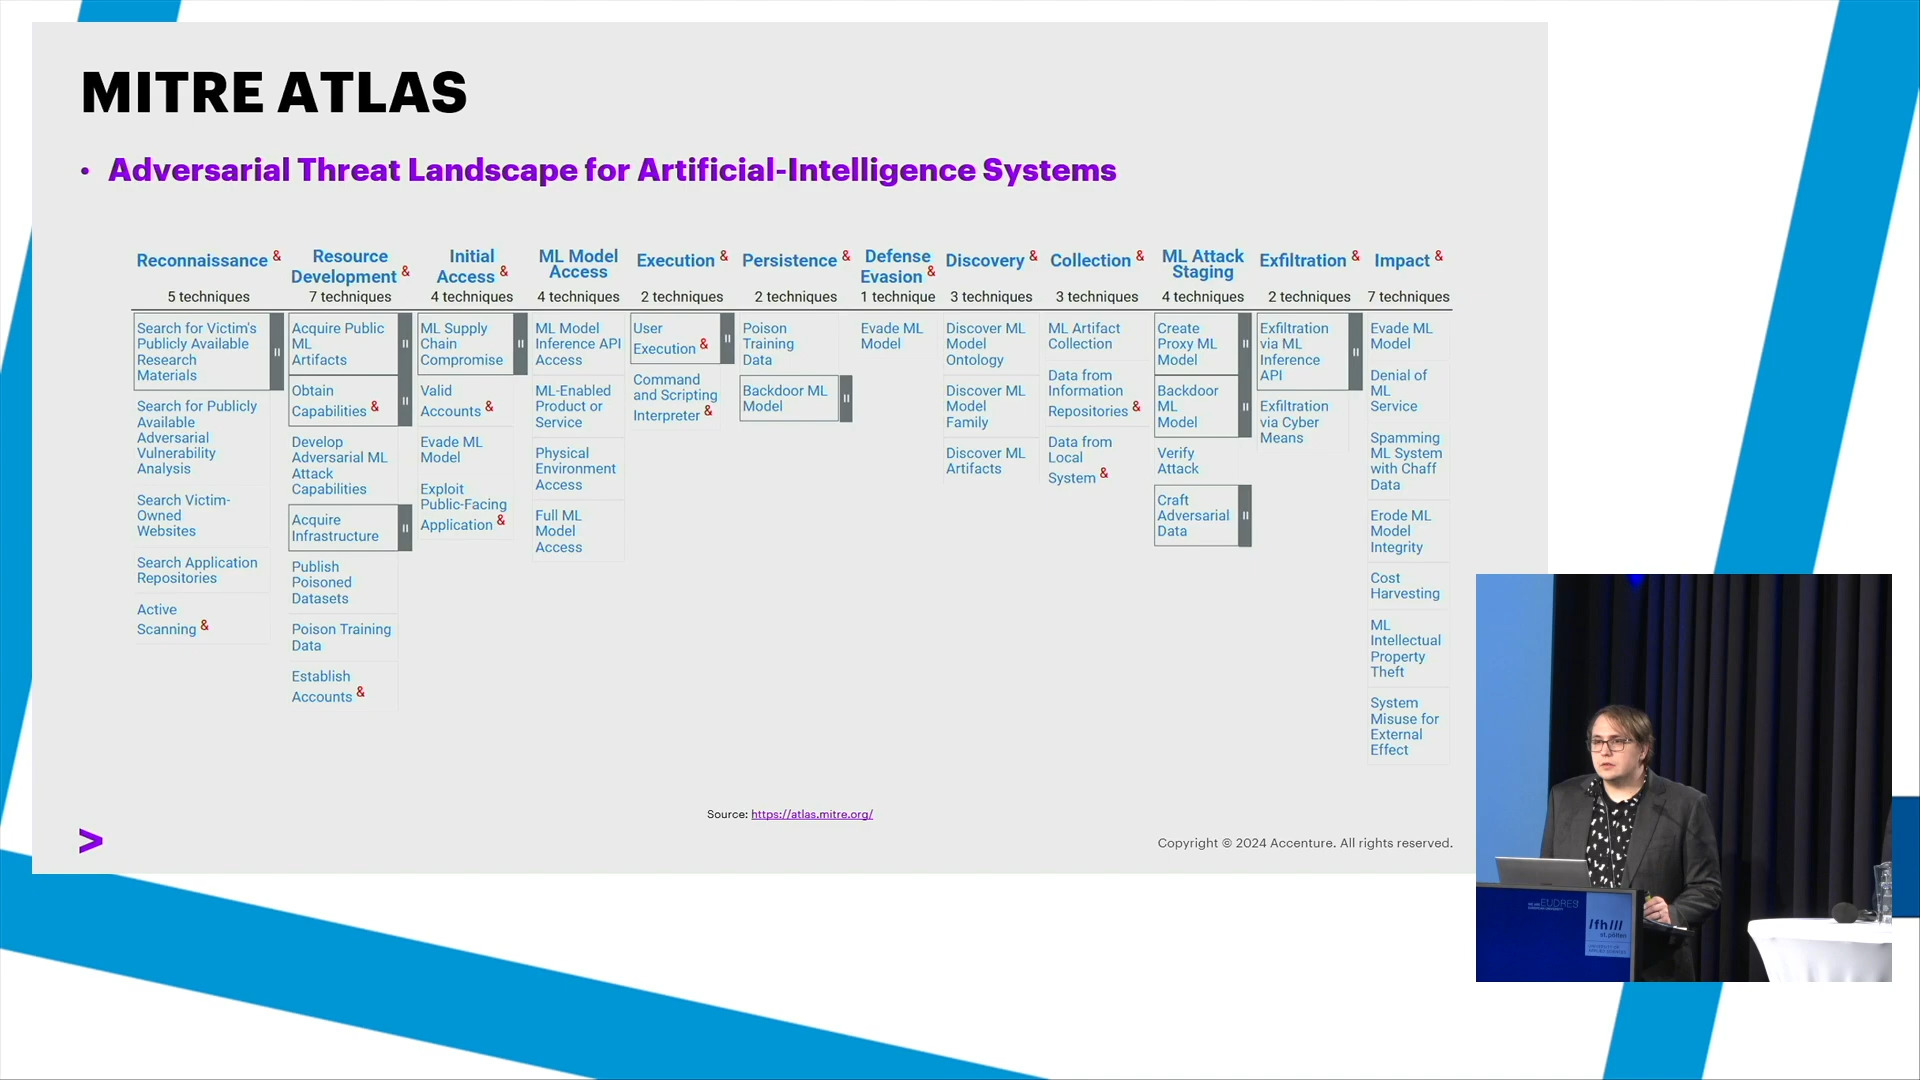 MITRE ATLAS
• Adversarial Threat Landscape for Artificial-Intelligence Systems
Reconnaissance &
5 techniques
Search for Victim's
Publicly Available
Research
Materials
Search for Publicly
Available
Adversarial
Vulnerability
Analysis
Search Victim-
Owned
Websites
Search Application
Repositories
Active
Scanning &
Resource
Development &
7 techniques
Acquire Public
ML
Artifacts
Obtain
Capabilities &
Develop
Adversarial ML
Attack
Capabilities
Acquire
Infrastructure
Publish
Poisoned
Datasets
Poison Training
Data
Establish
Accounts &
Initial
Access &
4 techniques
ML Supply
Chain
Compromise
Valid
Accounts &
Evade ML
Model
Exploit
Public-Facing
Application &
ML Model
Access
4 techniques
ML Model
Inference API
Access
ML-Enabled
Product or
Service
Physical
Environment
Access
Full ML
Model
Access
Execution &
2 techniques
User
Execution &
Command
and Scripting
Interpreter &
Persistence &
2 techniques
Poison
Training
Data
Backdoor ML
Model
Defense
Evasion &
1 technique
Evade ML
Model
Discovery &
3 techniques
Discover ML
Model
Ontology
Discover ML
Model
Family
Discover ML
Artifacts
Collection &
3 techniques
ML Artifact
Collection
Data from
Information
Repositories &
Data from
Local
System &
ML Attack
Staging
4 techniques
Create
Proxy ML
Model
Backdoor
ML
Model
Verify
Attack
Craft
Adversarial
Data
Exfiltration &
2 techniques
Exfiltration
via ML
Inference
API
Exfiltration
via Cyber
Means
Impact &
7 techniques
Evade ML
Model
Denial of
ML
Service
Spamming
ML System
with Chaff
Data
Erode ML
Model
Integrity
Cost
Harvesting
ML
Intellectual
Property
Theft
System
Misuse for
External
Effect
Source: https://atlas.mitre.org/
>
Copyright © 2024 Accenture. All rights reserved.
EUDRES
/fh///
st.pölten